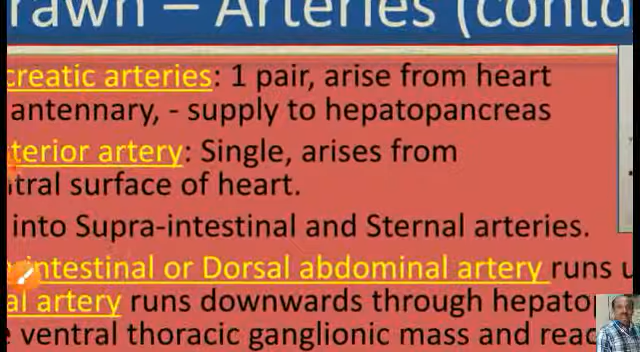 rawn – Arteries (contd
creatic arteries: 1 pair, arise from heart
antennary, - supply to hepatopancreas
terior artery: Single, arises from
tral surface of heart.
into Supra-intestinal and Sternal arteries.
intestinal or Dorsal abdominal artery runs u
al artery runs downwards through hepato
ventral thoracic ganglionic mass and reac